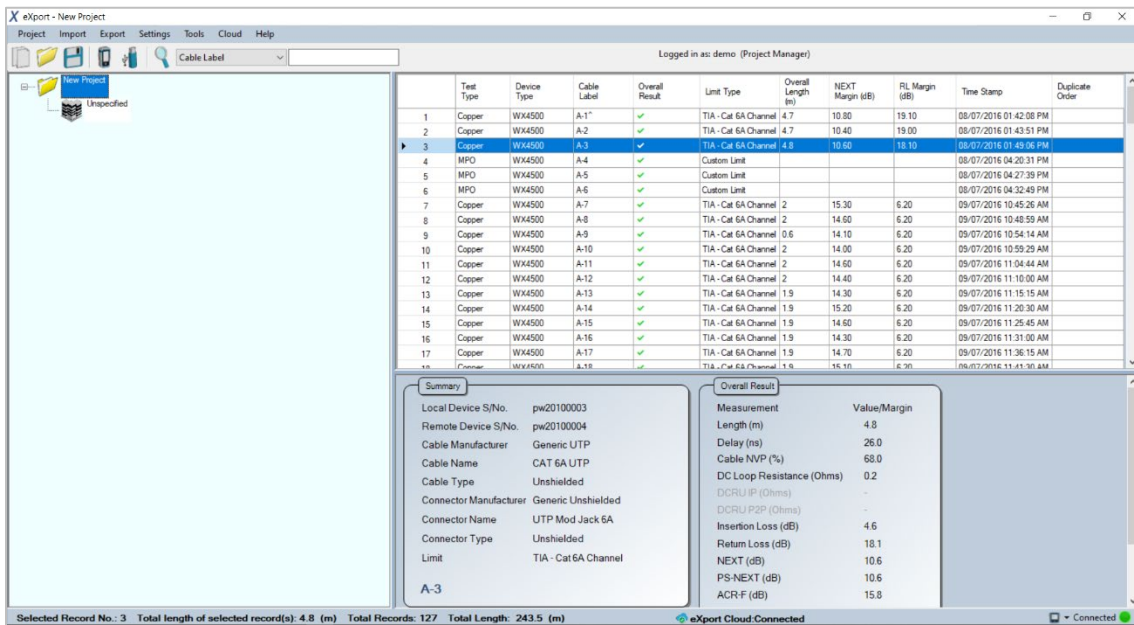 X eXport - New Project
Project Import Export Settings Tools Cloud Help
Cable Label
Logged in as: demo (Project Manager)
New Project
Unspecified
Test Type Device Type Cable Label Overall Result Limit Type Overall Length (m) NEXT Margin (dB) RL Margin (dB) Time Stamp Duplicate Order
1 Copper WX4500 A-1^ TIA - Cat 6A Channel 4.7 10.80 19.10 08/07/2016 01:42:08 PM
2 Copper WX4500 A-2 TIA - Cat 6A Channel 4.7 10.40 19.00 08/07/2016 01:43:51 PM
3 Copper WX4500 A-3 TIA - Cat 6A Channel 4.8 10.60 18.10 08/07/2016 01:49:06 PM
4 MPO WX4500 A-4 Custom Limit 08/07/2016 04:20:31 PM
5 MPO WX4500 A-5 Custom Limit 08/07/2016 04:27:39 PM
6 MPO WX4500 A-6 Custom Limit 08/07/2016 04:32:49 PM
7 Copper WX4500 A-7 TIA - Cat 6A Channel 2 15.30 6.20 09/07/2016 10:45:26 AM
8 Copper WX4500 A-8 TIA - Cat 6A Channel 2 14.60 6.20 09/07/2016 10:48:59 AM
9 Copper WX4500 A-9 TIA - Cat 6A Channel 0.6 14.10 6.20 09/07/2016 10:54:14 AM
10 Copper WX4500 A-10 TIA - Cat 6A Channel 2 14.00 6.20 09/07/2016 10:59:29 AM
11 Copper WX4500 A-11 TIA - Cat 6A Channel 2 14.60 6.20 09/07/2016 11:04:44 AM
12 Copper WX4500 A-12 TIA - Cat 6A Channel 2 14.40 6.20 09/07/2016 11:10:00 AM
13 Copper WX4500 A-13 TIA - Cat 6A Channel 1.9 14.30 6.20 09/07/2016 11:15:15 AM
14 Copper WX4500 A-14 TIA - Cat 6A Channel 1.9 15.20 6.20 09/07/2016 11:20:30 AM
15 Copper WX4500 A-15 TIA - Cat 6A Channel 1.9 14.60 6.20 09/07/2016 11:25:45 AM
16 Copper WX4500 A-16 TIA - Cat 6A Channel 1.9 14.30 6.20 09/07/2016 11:31:00 AM
17 Copper WX4500 A-17 TIA - Cat 6A Channel 1.9 14.70 6.20 09/07/2016 11:36:15 AM
18 Copper WX4500 A-18 TIA - Cat 6A Channel 1.9 15.10 6.20 09/07/2016 11:41:30 AM
Summary
Local Device S/No. pw20100003
Remote Device S/No. pw20100004
Cable Manufacturer Generic UTP
Cable Name CAT 6A UTP
Cable Type Unshielded
Connector Manufacturer Generic Unshielded
Connector Name UTP Mod Jack 6A
Connector Type Unshielded
Limit TIA - Cat 6A Channel
A-3
Overall Result
Measurement Value/Margin
Length (m) 4.8
Delay (ns) 26.0
Cable NVP (%) 68.0
DC Loop Resistance (Ohms) 0.2
DCRU IP (Ohms) -
DCRU P2P (Ohms) -
Insertion Loss (dB) 4.6
Return Loss (dB) 18.1
NEXT (dB) 10.6
PS-NEXT (dB) 10.6
ACR-F (dB) 15.8
Selected Record No.: 3 Total length of selected record(s): 4.8 (m) Total Records: 127 Total Length: 243.5 (m) eXport Cloud:Connected Connected